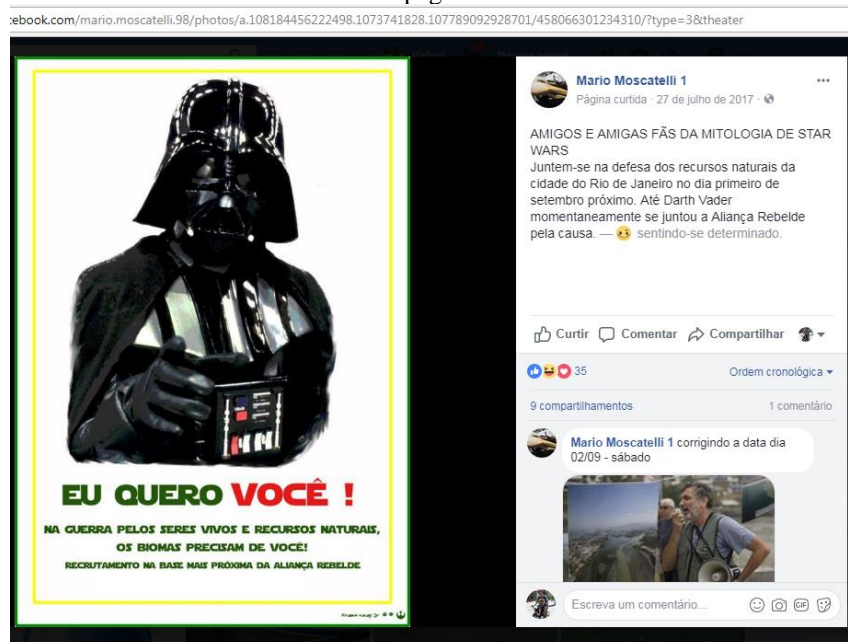 cebook.com/mario.moscatelli.98/photos/a.108184456222498.1073741828.107789092928701/458066301234310/?type=3&theater
EU QUERO VOCÊ !
NA GUERRA PELOS SERES VIVOS E RECURSOS NATURAIS,
OS BIOMAS PRECISAM DE VOCÊ!
RECRUTAMENTO NA BASE MAIS PRÓXIMA DA ALIANÇA REBELDE
Mario Moscatelli 1
Página curtida · 27 de julho de 2017 ·
AMIGOS E AMIGAS FÃS DA MITOLOGIA DE STAR
WARS
Juntem-se na defesa dos recursos naturais da
cidade do Rio de Janeiro no dia primeiro de
setembro próximo. Até Darth Vader
momentaneamente se juntou a Aliança Rebelde
pela causa. — sentindo-se determinado.
Curtir Comentar Compartilhar
35 Ordem cronológica
9 compartilhamentos 1 comentário
Mario Moscatelli 1 corrigindo a data dia
02/09 - sábado
Escreva um comentário... GIF